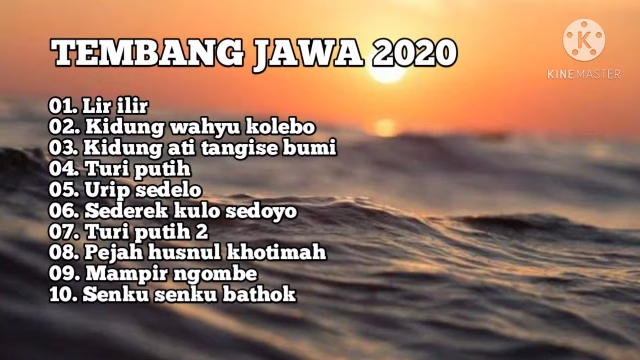 TEMBANG JAWA 2020
K
KINEMASTER
01. Lir ilir
02. Kidung wahyu kolebo
03. Kidung ati tangise bumi
04. Turi putih
05. Urip sedelo
06. Sederek kulo sedoyo
07. Turi putih 2
08. Pejah husnul khotimah
09. Mampir ngombe
10. Senku senku bathok